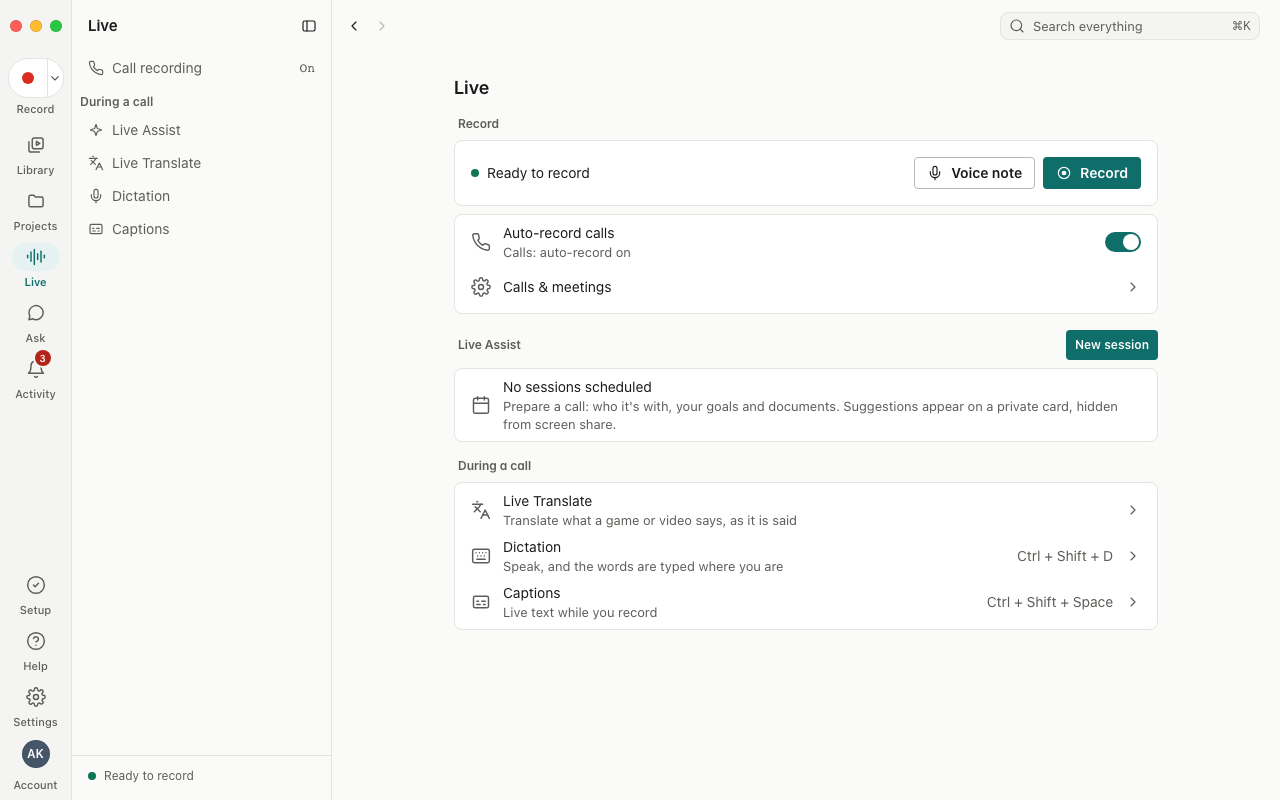 Live
Search everything
⌘K
Record
Library
Projects
Live
Ask
3
Activity
Setup
Help
Settings
AK
Account
Call recording
On
During a call
Live Assist
Live Translate
Dictation
Captions
Ready to record
Live
Record
Ready to record
Voice note
Record
Auto-record calls
Calls: auto-record on
Calls & meetings
Live Assist
New session
No sessions scheduled
Prepare a call: who it's with, your goals and documents. Suggestions appear on a private card, hidden
from screen share.
During a call
Live Translate
Translate what a game or video says, as it is said
Dictation
Speak, and the words are typed where you are
Ctrl + Shift + D
Captions
Live text while you record
Ctrl + Shift + Space